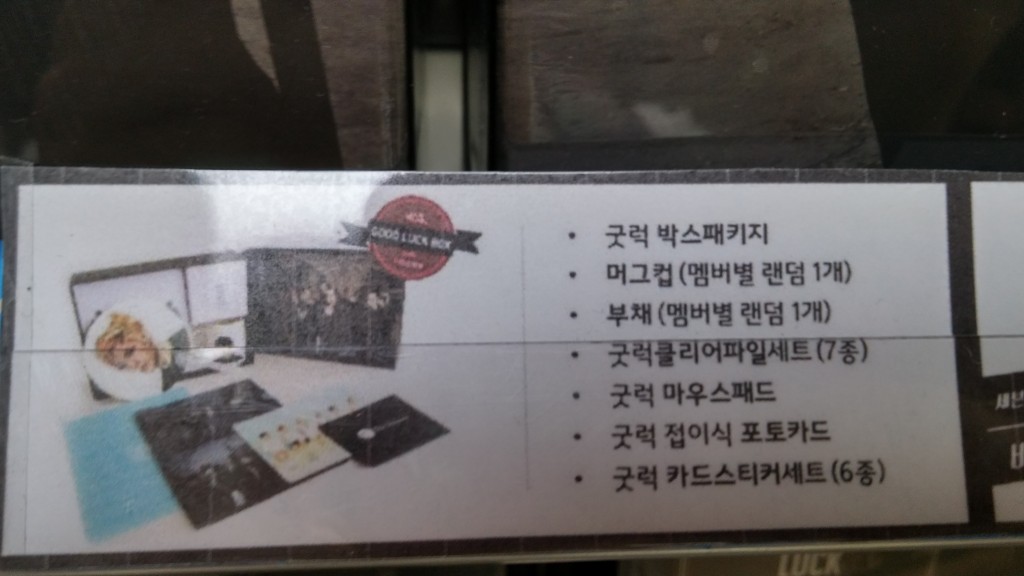 GOOD LUCK BOX
• 굿럭 박스패키지
• 머그컵 (멤버별 랜덤 1개)
• 부채 (멤버별 랜덤 1개)
• 굿럭클리어파일세트 (7종)
• 굿럭 마우스패드
• 굿럭 접이식 포토카드
• 굿럭 카드스티커세트 (6종)
LUCK